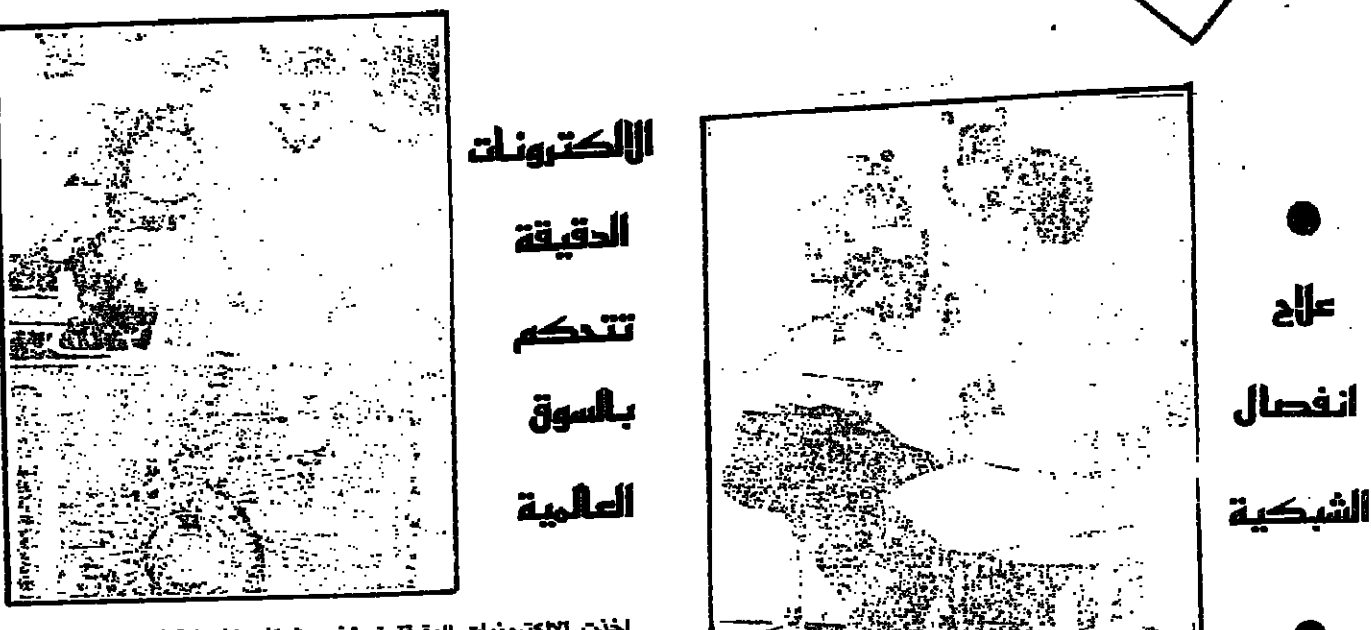 ●
علاج
انفصال
الشبكية
●
الالكترونات
الدقيقة
تتحكم
بالسوق
العالمية